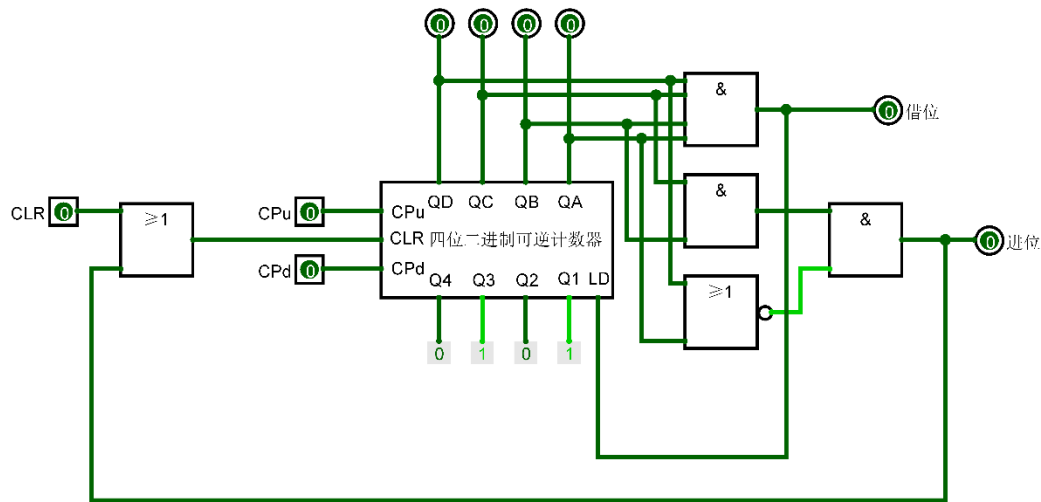 0 0 0 0
& 0 借位
QD QC QB QA &
CLR 0 ≥1 CPu 0 CPu &
CLR 四位二进制可逆计数器 0 进位
CPd 0 CPd
Q4 Q3 Q2 Q1 LD ≥1
0 1 0 1